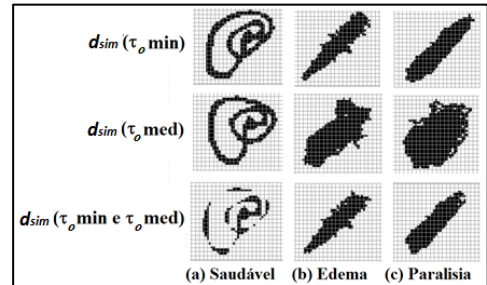 dsim (τo min)
dsim (τo med)
dsim (τo min e τo med)
(a) Saudável (b) Edema (c) Paralisia